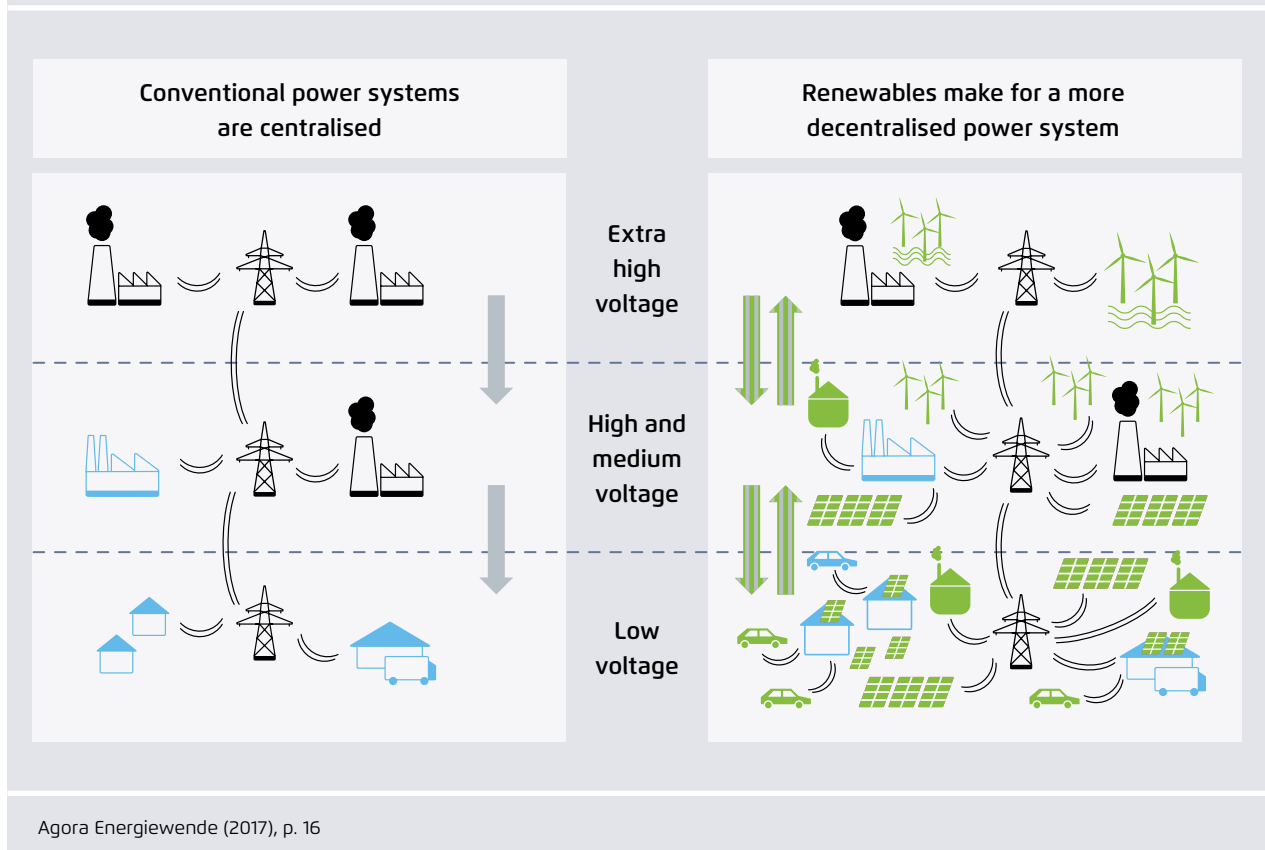 Conventional power systems
are centralised
Renewables make for a more
decentralised power system
Extra
high
voltage
High and
medium
voltage
Low
voltage
Agora Energiewende (2017), p. 16